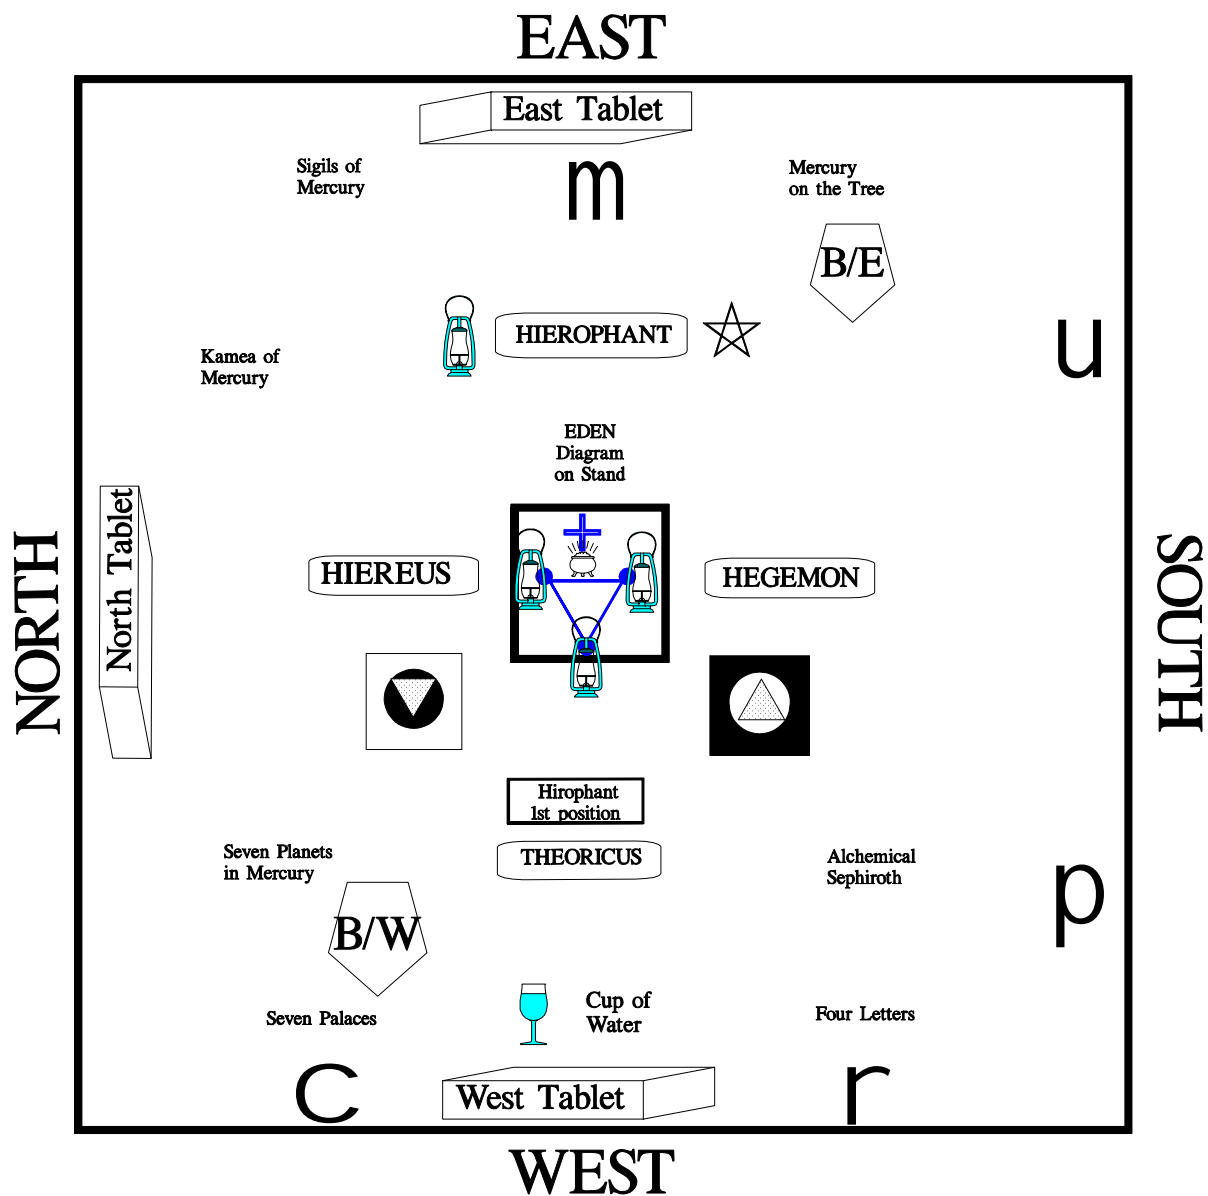 EAST
East Tablet
Sigils of
Mercury
m
Mercury
on the Tree
B/E
HIEROPHANT
u
Kamea of
Mercury
EDEN
Diagram
on Stand
NORTH
North Tablet
HIEREUS
HEGEMON
SOUTH
Hirophant
1st position
THEORICUS
Seven Planets
in Mercury
Alchemical
Sephiroth
p
B/W
Seven Palaces
Cup of
Water
Four Letters
c
West Tablet
r
WEST